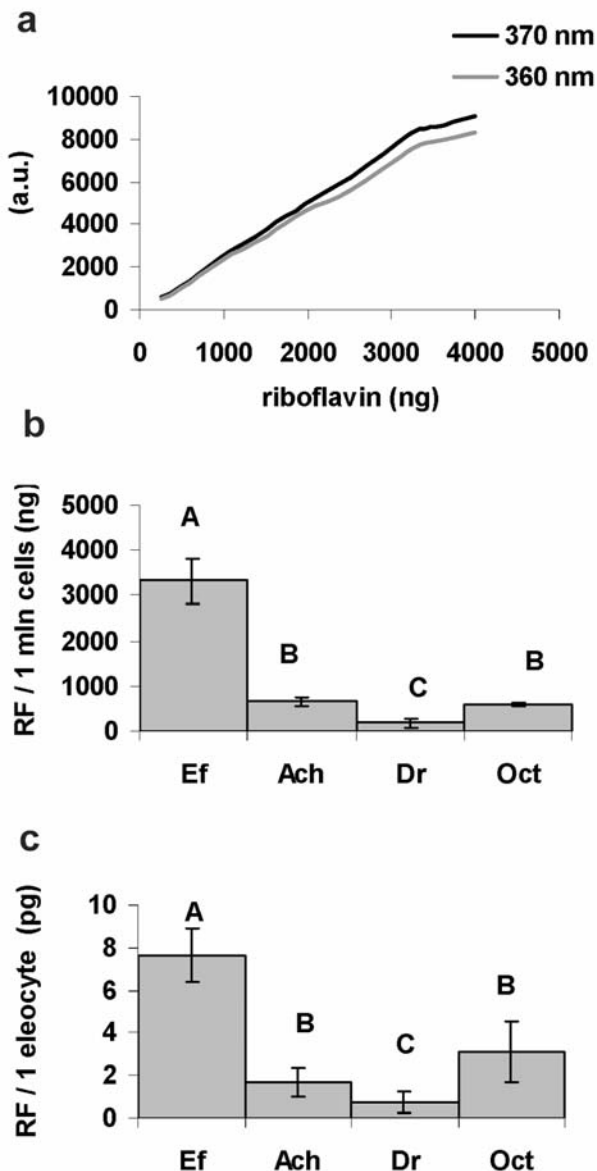 a
370 nm
360 nm
(a.u.)
10000
8000
6000
4000
2000
0
0 1000 2000 3000 4000 5000
riboflavin (ng)
b
RF / 1 mln cells (ng)
5000
4000
3000
2000
1000
0
A
B
C
B
Ef Ach Dr Oct
c
RF / 1 eleocyte (pg)
10
8
6
4
2
0
A
B
C
B
Ef Ach Dr Oct